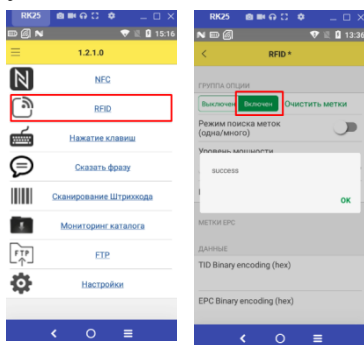 RK25
15:16
1.2.1.0
NFC
RFID
Нажатие клавиш
Сказать фразу
Сканирование Штрихкода
Мониторинг каталога
FTP
FTP
Настройки
RK25
13:36
RFID *
ГРУППА ОПЦИИ
Выключен Включен Очистить метки
Режим поиска меток
(одна/много)
Уровень мощности
success
OK
МЕТКИ EPC
ДАННЫЕ
TID Binary encoding (hex)
EPC Binary encoding (hex)